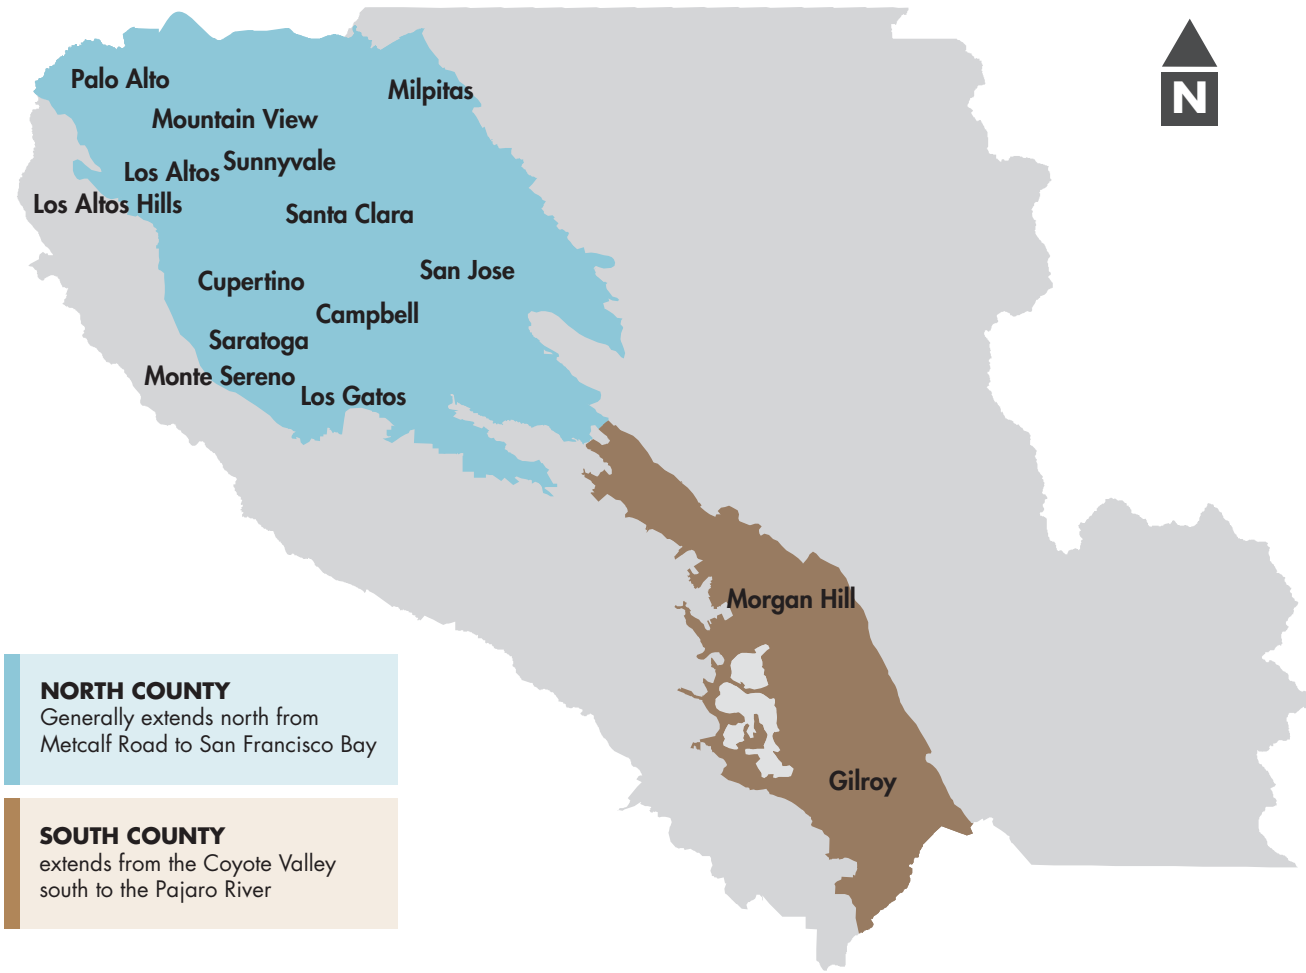 N
Palo Alto
Milpitas
Mountain View
Sunnyvale
Los Altos
Los Altos Hills
Santa Clara
San Jose
Cupertino
Campbell
Saratoga
Monte Sereno
Los Gatos
Morgan Hill
Gilroy
NORTH COUNTY
Generally extends north from
Metcalf Road to San Francisco Bay
SOUTH COUNTY
extends from the Coyote Valley
south to the Pajaro River